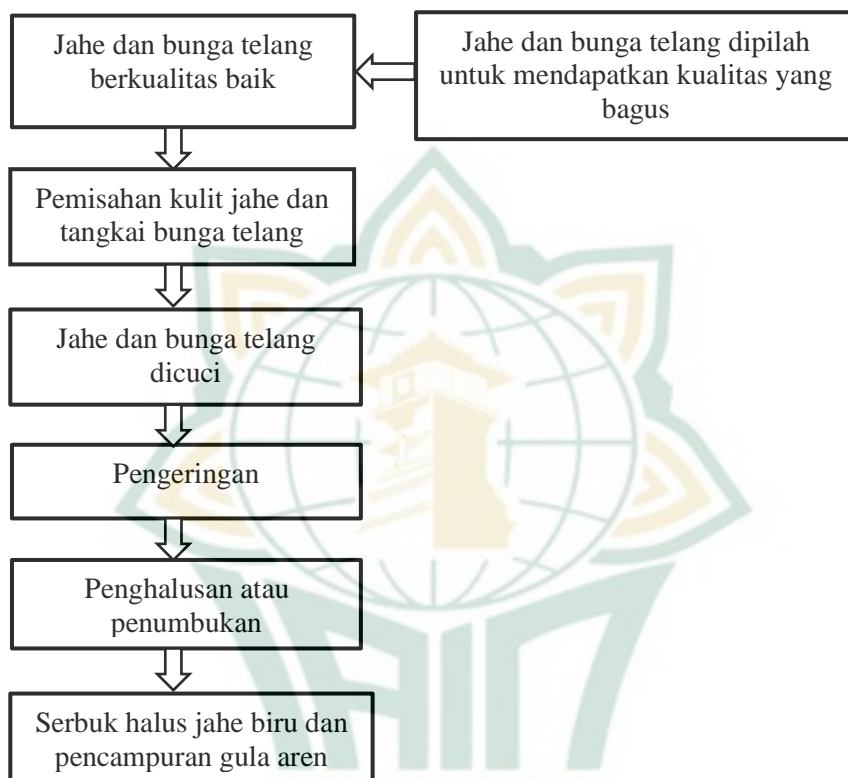 Jahe dan bunga telang
berkualitas baik
Jahe dan bunga telang dipilah
untuk mendapatkan kualitas yang
bagus
Pemisahan kulit jahe dan
tangkai bunga telang
Jahe dan bunga telang
dicuci
Pengeringan
Penghalusan atau
penumbukan
Serbuk halus jahe biru dan
pencampuran gula aren
IAIN